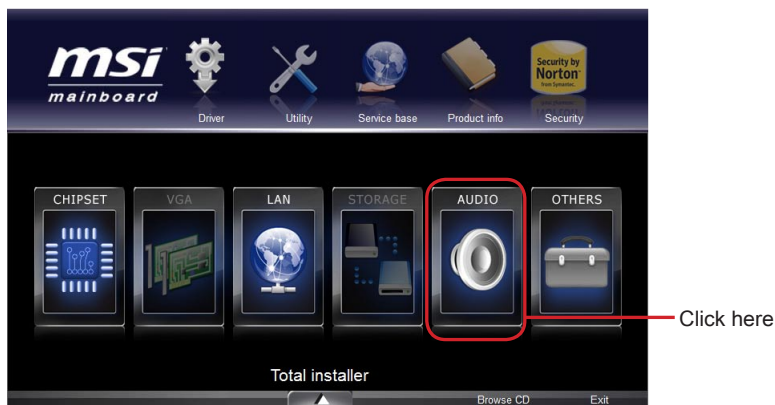 msi
mainboard
Driver
Utility
Service base
Product info
Security by
Norton
from Symantec.
Security
CHIPSET
VGA
LAN
STORAGE
AUDIO
OTHERS
Click here
Total installer
Browse CD
Exit